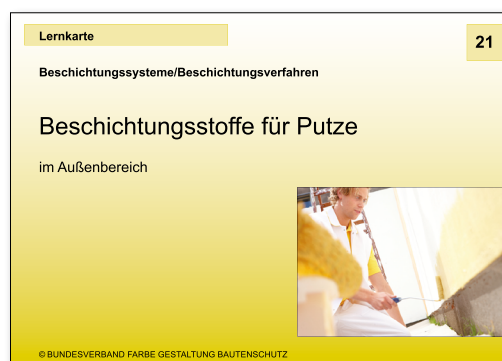 Lernkarte
21
Beschichtungssysteme/Beschichtungsverfahren
Beschichtungsstoffe für Putze
im Außenbereich
© BUNDESVERBAND FARBE GESTALTUNG BAUTENSCHUTZ